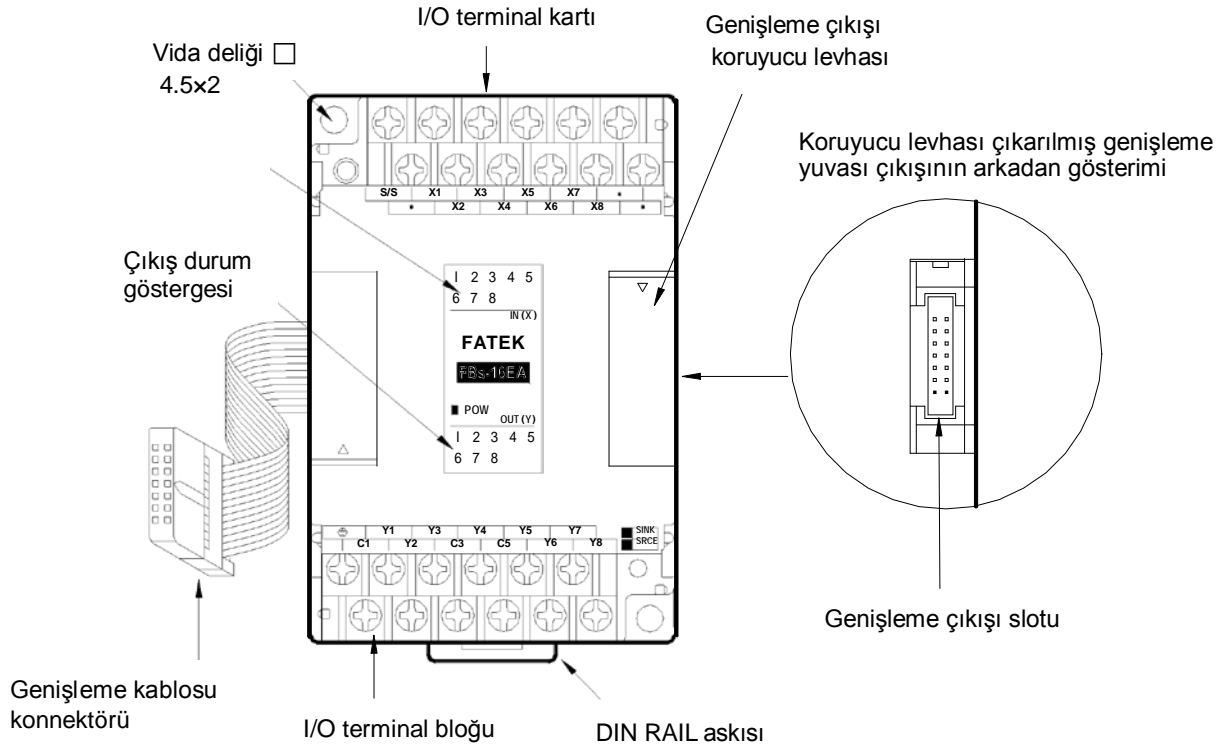 I/O terminal kartı
Genişleme çıkışı
koruyucu levhası
Vida deliği □
4.5×2
Koruyucu levhası çıkarılmış genişleme
yuvası çıkışının arkadan gösterimi
S/S X1 X3 X5 X7 •
• X2 X4 X6 X8 •
Çıkış durum
göstergesi
1 2 3 4 5
6 7 8
IN (X)
FATEK
FBs-16EA
POW
OUT (Y)
1 2 3 4 5
6 7 8
Y1 Y3 Y4 Y5 Y7
C1 Y2 C3 C5 Y6 Y8
SINK
SRCE
Genişleme çıkışı slotu
Genişleme kablosu
konnektörü
I/O terminal bloğu
DIN RAIL askısı